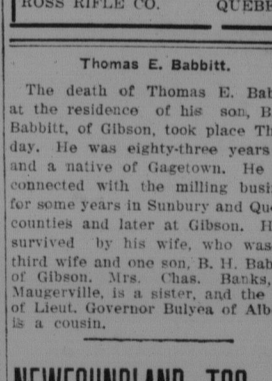 ROSS RIFLE CO. QUEBE
Thomas E. Babbitt.
The death of Thomas E. Bab
at the residence of his son, B
Babbitt, of Gibson, took place Th
day. He was eighty-three years
and a native of Gagetown. He
connected with the milling busi
for some years in Sunbury and Que
counties and later at Gibson. H
survived by his wife, who was
third wife and one son, B. H. Bab
of Gibson. Mrs. Chas. Banks,
Maugerville, is a sister, and the
of Lieut. Governor Bulyea of Alb
is a cousin.
NEWFOUNDLAND TOO